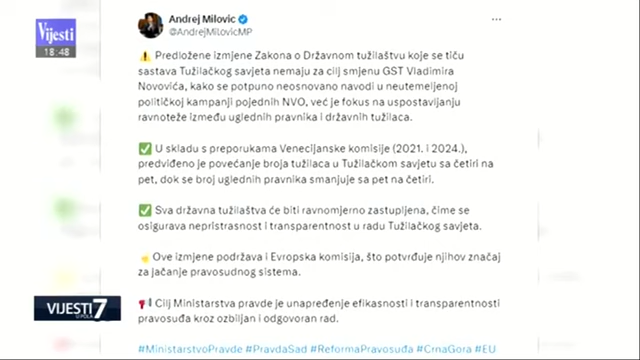 Vijesti
18:48
Andrej Milovic
@AndrejMilovicMP
⚠️ Predložene izmjene Zakona o Državnom tužilaštvu koje se tiču
sastava Tužilačkog savjeta nemaju za cilj smjenu GST Vladimira
Novovića, kako se potpuno neosnovano navodi u neutemeljenoj
političkoj kampanji pojednih NVO, već je fokus na uspostavljanju
ravnoteže između uglednih pravnika i državnih tužilaca.
✅ U skladu s preporukama Venecijanske komisije (2021. i 2024.),
predviđeno je povećanje broja tužilaca u Tužilačkom savjetu sa četiri na
pet, dok se broj uglednih pravnika smanjuje sa pet na četiri.
✅ Sva državna tužilaštva će biti ravnomjerno zastupljena, čime se
osigurava nepristrasnost i transparentnost u radu Tužilačkog savjeta.
Ove izmjene podržava i Evropska komisija, što potvrđuje njihov značaj
za jačanje pravosudnog sistema.
Cilj Ministarstva pravde je unapređenje efikasnosti i transparentnosti
pravosuđa kroz ozbiljan i odgovoran rad.
#MinistarstvoPravde #PravdaSad #ReformaPravosuđa #CrnaGora #EU
VIJESTI 7
U POLA